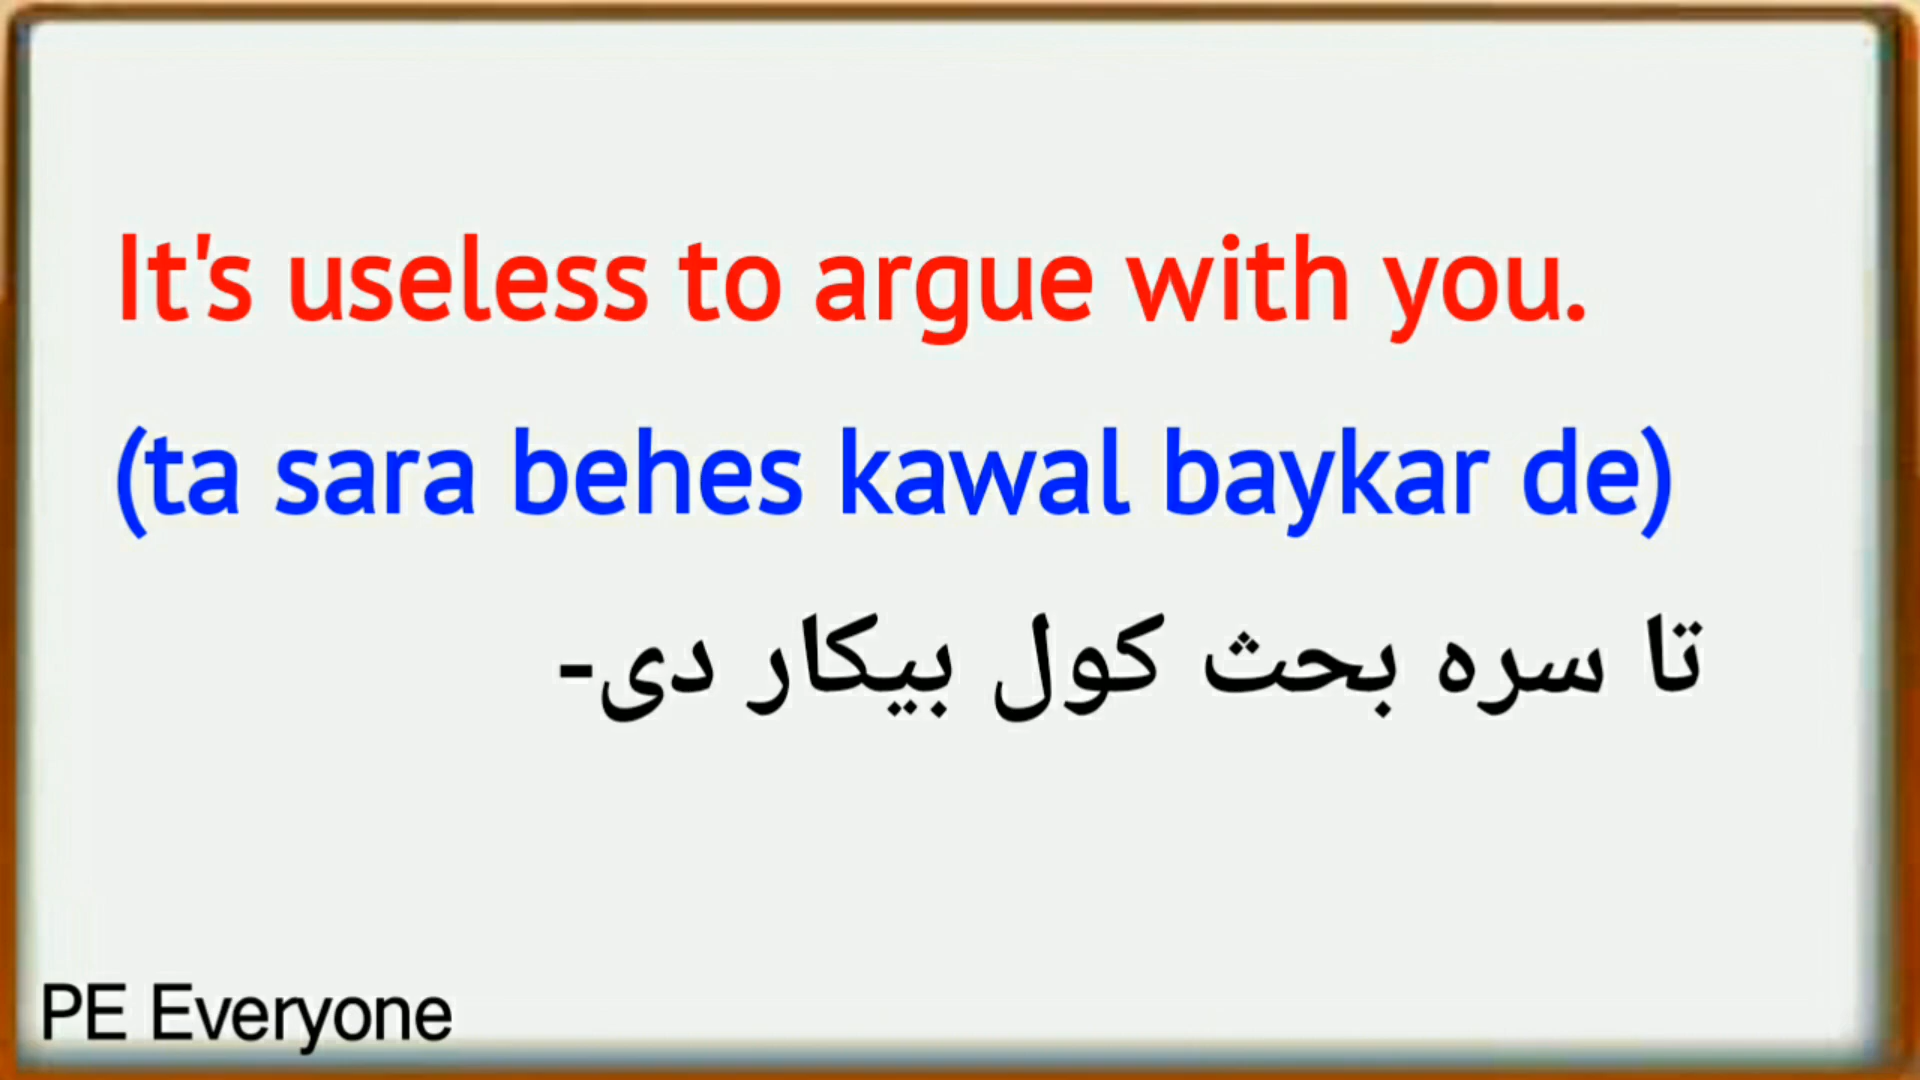 It's useless to argue with you.
(ta sara behes kawal baykar de)
تا سره بحث کول بیکار دی-
PE Everyone